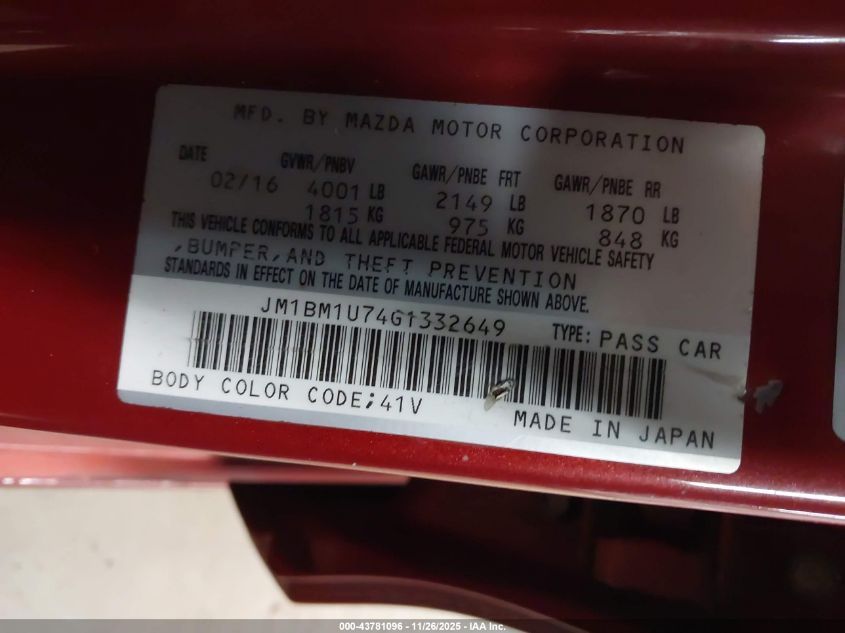 MFD. BY MAZDA MOTOR CORPORATION
DATE GVWR/PNBV GAWR/PNBE FRT GAWR/PNBE RR
02/16 4001 LB 2149 LB 1870 LB
1815 KG 975 KG 848 KG
THIS VEHICLE CONFORMS TO ALL APPLICABLE FEDERAL MOTOR VEHICLE SAFETY
,BUMPER,AND THEFT PREVENTION
STANDARDS IN EFFECT ON THE DATE OF MANUFACTURE SHOWN ABOVE.
JM1BM1U74G1332649 TYPE: PASS CAR
BODY COLOR CODE;41V
MADE IN JAPAN
000-43781096 - 11/26/2025 - IAA Inc.